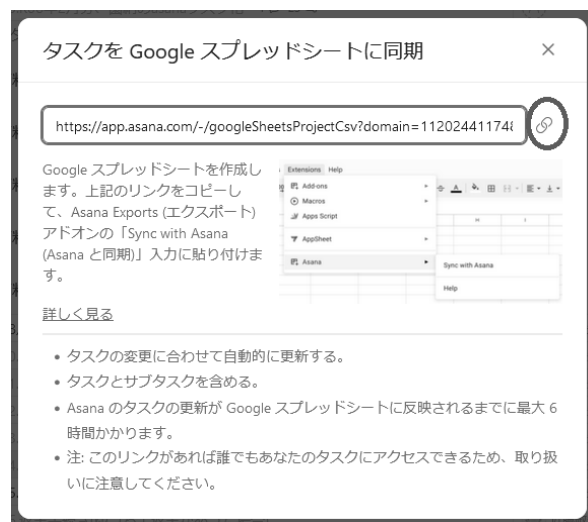 タスクを Google スプレッドシートに同期
https://app.asana.com/-/googleSheetsProjectCsv?domain=11202441174
Google スプレッドシートを作成し
ます。上記のリンクをコピーし
て、Asana Exports (エクスポート)
アドオンの「Sync with Asana
(Asana と同期)」入力に貼り付けま
す。
Extensions Help
Add-ons
Macros
Apps Script
AppSheet
Asana
Sync with Asana
Help
H
I
詳しく見る
• タスクの変更に合わせて自動的に更新する。
• タスクとサブタスクを含める。
• Asana のタスクの更新が Google スプレッドシートに反映されるまでに最大 6
時間かかります。
• 注: このリンクがあれば誰でもあなたのタスクにアクセスできるため、取り扱
いに注意してください。